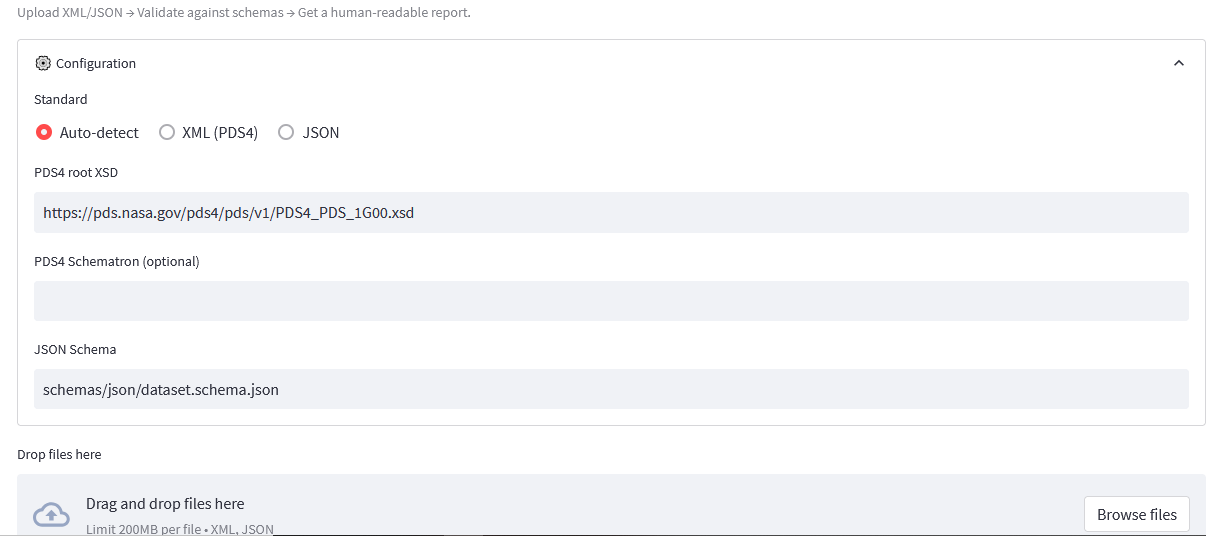 Upload XML/JSON → Validate against schemas → Get a human-readable report.
Configuration
Standard
Auto-detect XML (PDS4) JSON
PDS4 root XSD
https://pds.nasa.gov/pds4/pds/v1/PDS4_PDS_1G00.xsd
PDS4 Schematron (optional)
JSON Schema
schemas/json/dataset.schema.json
Drop files here
Drag and drop files here
Limit 200MB per file • XML, JSON
Browse files